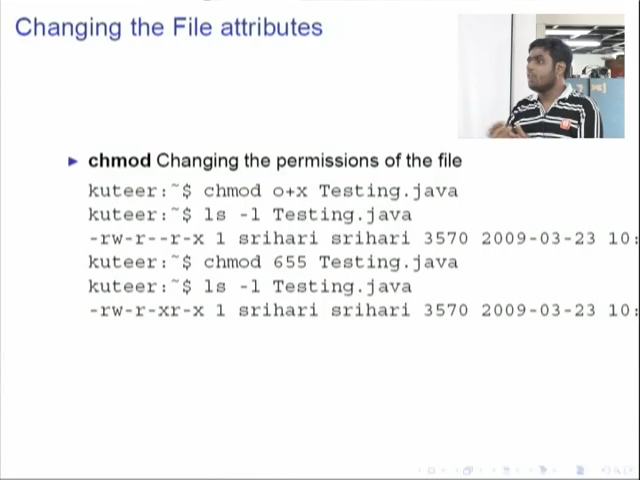 Changing the File attributes
► chmod Changing the permissions of the file
kuteer:~$ chmod o+x Testing.java
kuteer:~$ ls -l Testing.java
-rw-r--r-x 1 srihari srihari 3570 2009-03-23 10:
kuteer:~$ chmod 655 Testing.java
kuteer:~$ ls -l Testing.java
-rw-r-xr-x 1 srihari srihari 3570 2009-03-23 10: